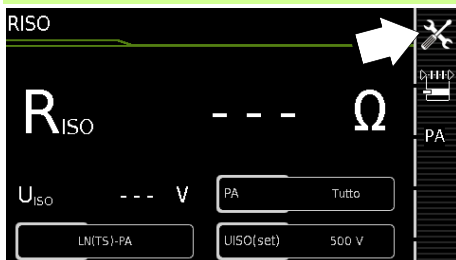 RISO
RISO --- Ω
PA
UISO --- V
PA Tutto
LN(TS)-PA
UISO(set) 500 V